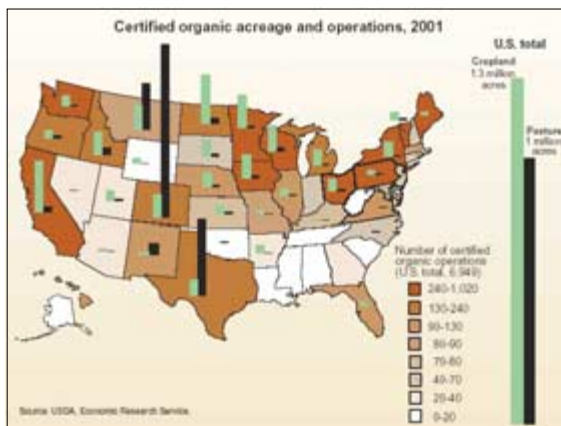 Certified organic acreage and operations, 2001
U.S. total
Cropland
1.3 million
acres
Pasture
1 million
acres
Number of certified
organic operations
(U.S. total, 6,949)
240-1,020
130-240
90-130
80-90
70-80
40-70
20-40
0-20
Source: USDA, Economic Research Service.